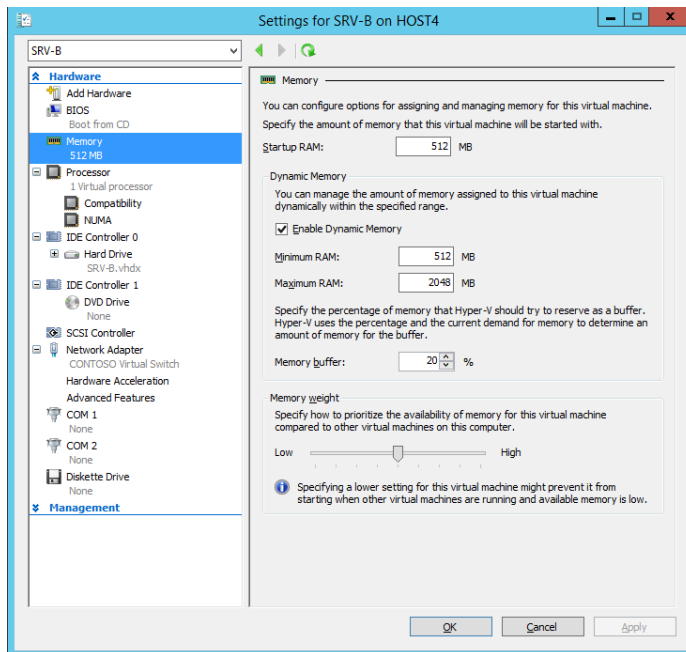 Settings for SRV-B on HOST4
SRV-B
Hardware
Add Hardware
BIOS
Boot from CD
Memory
512 MB
Processor
1 Virtual processor
Compatibility
NUMA
IDE Controller 0
Hard Drive
SRV-B.vhdx
IDE Controller 1
DVD Drive
None
SCSI Controller
Network Adapter
CONTOSO Virtual Switch
Hardware Acceleration
Advanced Features
COM 1
None
COM 2
None
Diskette Drive
None
Management
Memory
You can configure options for assigning and managing memory for this virtual machine.
Specify the amount of memory that this virtual machine will be started with.
Startup RAM: 512 MB
Dynamic Memory
You can manage the amount of memory assigned to this virtual machine
dynamically within the specified range.
Enable Dynamic Memory
Minimum RAM: 512 MB
Maximum RAM: 2048 MB
Specify the percentage of memory that Hyper-V should try to reserve as a buffer.
Hyper-V uses the percentage and the current demand for memory to determine an
amount of memory for the buffer.
Memory buffer: 20 %
Memory weight
Specify how to prioritize the availability of memory for this virtual machine
compared to other virtual machines on this computer.
Low High
Specifying a lower setting for this virtual machine might prevent it from
starting when other virtual machines are running and available memory is low.
OK Cancel Apply